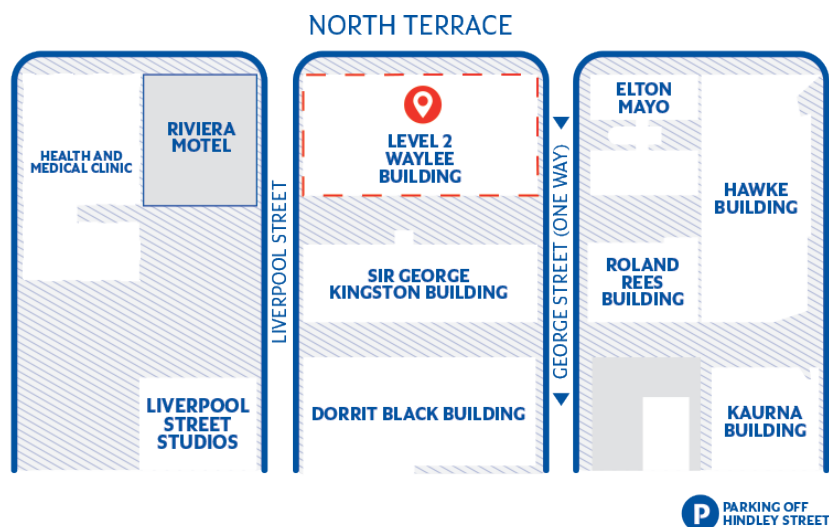 NORTH TERRACE
HEALTH AND
MEDICAL CLINIC
RIVIERA
MOTEL
LIVERPOOL STREET
LEVEL 2
WAYLEE
BUILDING
SIR GEORGE
KINGSTON BUILDING
DORRIT BLACK BUILDING
LIVERPOOL
STREET
STUDIOS
GEORGE STREET (ONE WAY)
ELTON
MAYO
HAWKE
BUILDING
ROLAND
REES
BUILDING
KAURNA
BUILDING
P
PARKING OFF
HINDLEY STREET